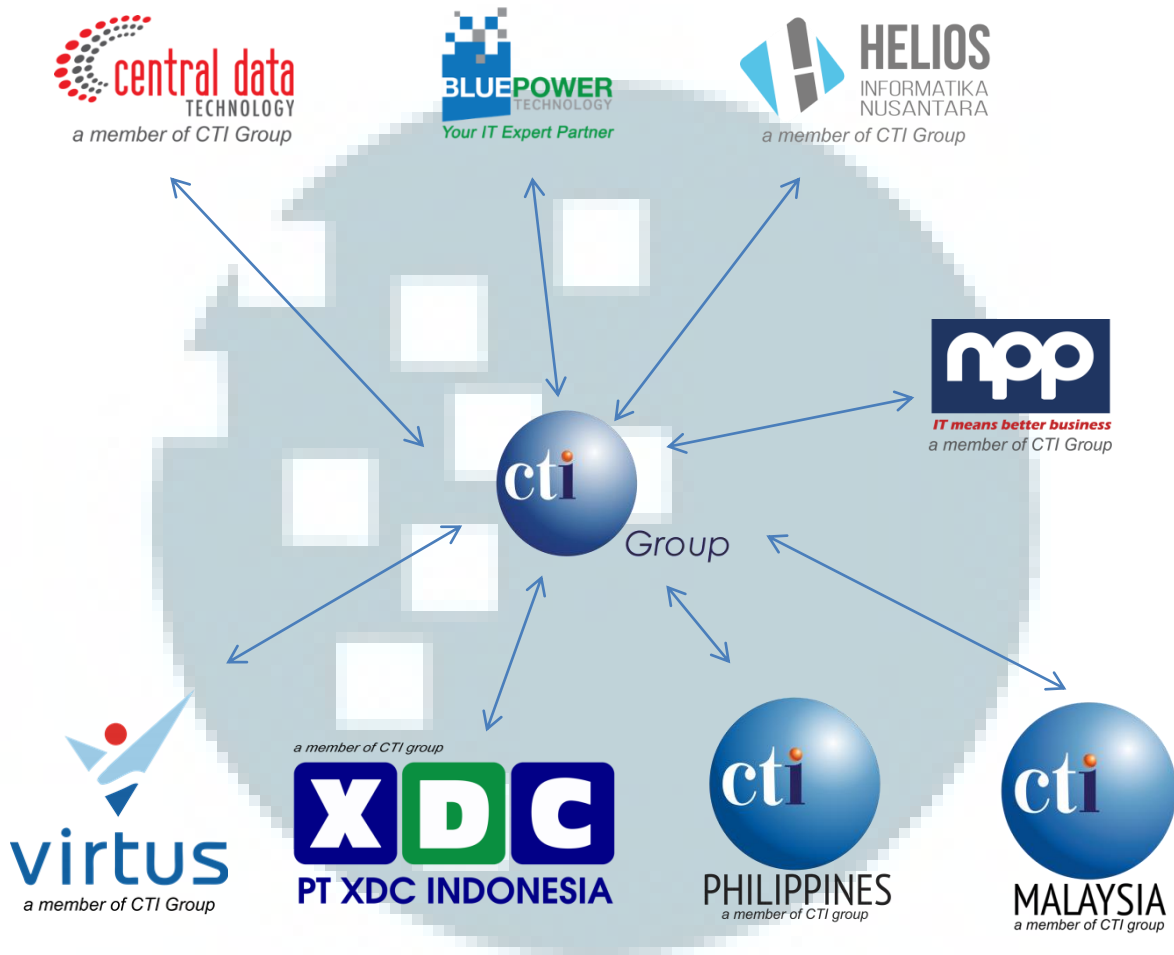 central data
TECHNOLOGY
a member of CTI Group
BLUEPOWER
TECHNOLOGY
Your IT Expert Partner
HELIOS
INFORMATIKA
NUSANTARA
a member of CTI Group
npp
IT means better business
a member of CTI Group
cti
Group
virtus
a member of CTI Group
a member of CTI group
XDC
PT XDC INDONESIA
cti
PHILIPPINES
a member of CTI group
cti
MALAYSIA
a member of CTI group